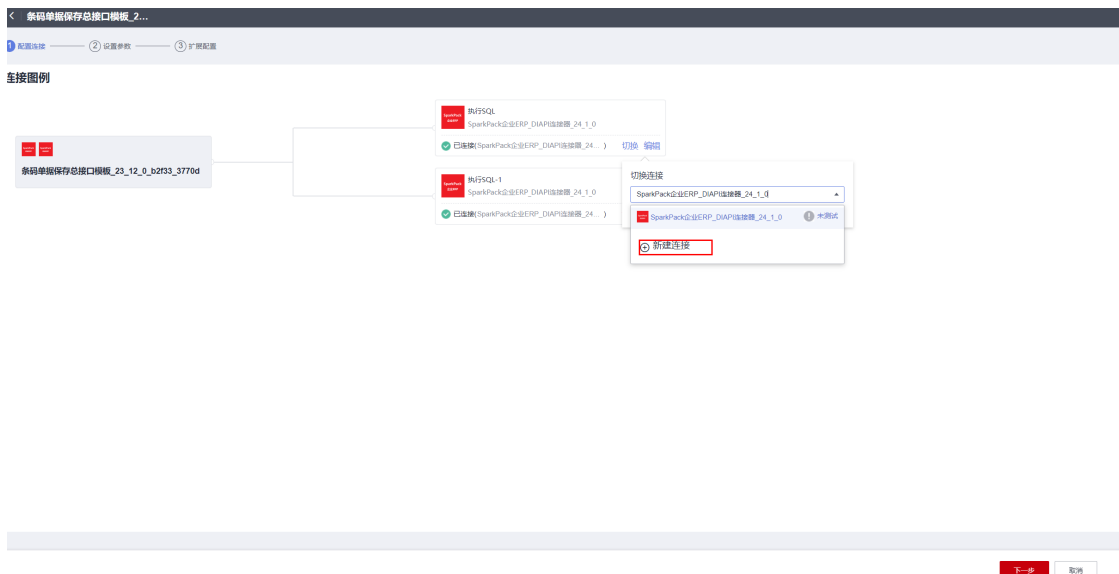 条码单据保存总接口模板_2...
1 配置连接 2 设置参数 3 扩展配置
连接图例
执行SQL
SparkPack企业ERP_DIAPI连接器_24_1_0
已连接(SparkPack企业ERP_DIAPI连接器_24... ) 切换 编辑
条码单据保存总接口模板_23_12_0_b2f33_3770d
切换连接
执行SQL-1
SparkPack企业ERP_DIAPI连接器_24_1_0
SparkPack企业ERP_DIAPI连接器_24_1_0
已连接(SparkPack企业ERP_DIAPI连接器_24... )
SparkPack企业ERP_DIAPI连接器_24_1_0 未测试
新建连接
下一步 取消